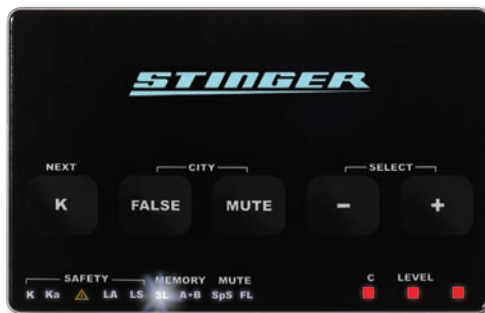 STINGER
NEXT CITY SELECT
K FALSE MUTE - +
SAFETY MEMORY MUTE C LEVEL
K Ka LA LS SL A+B SpS FL